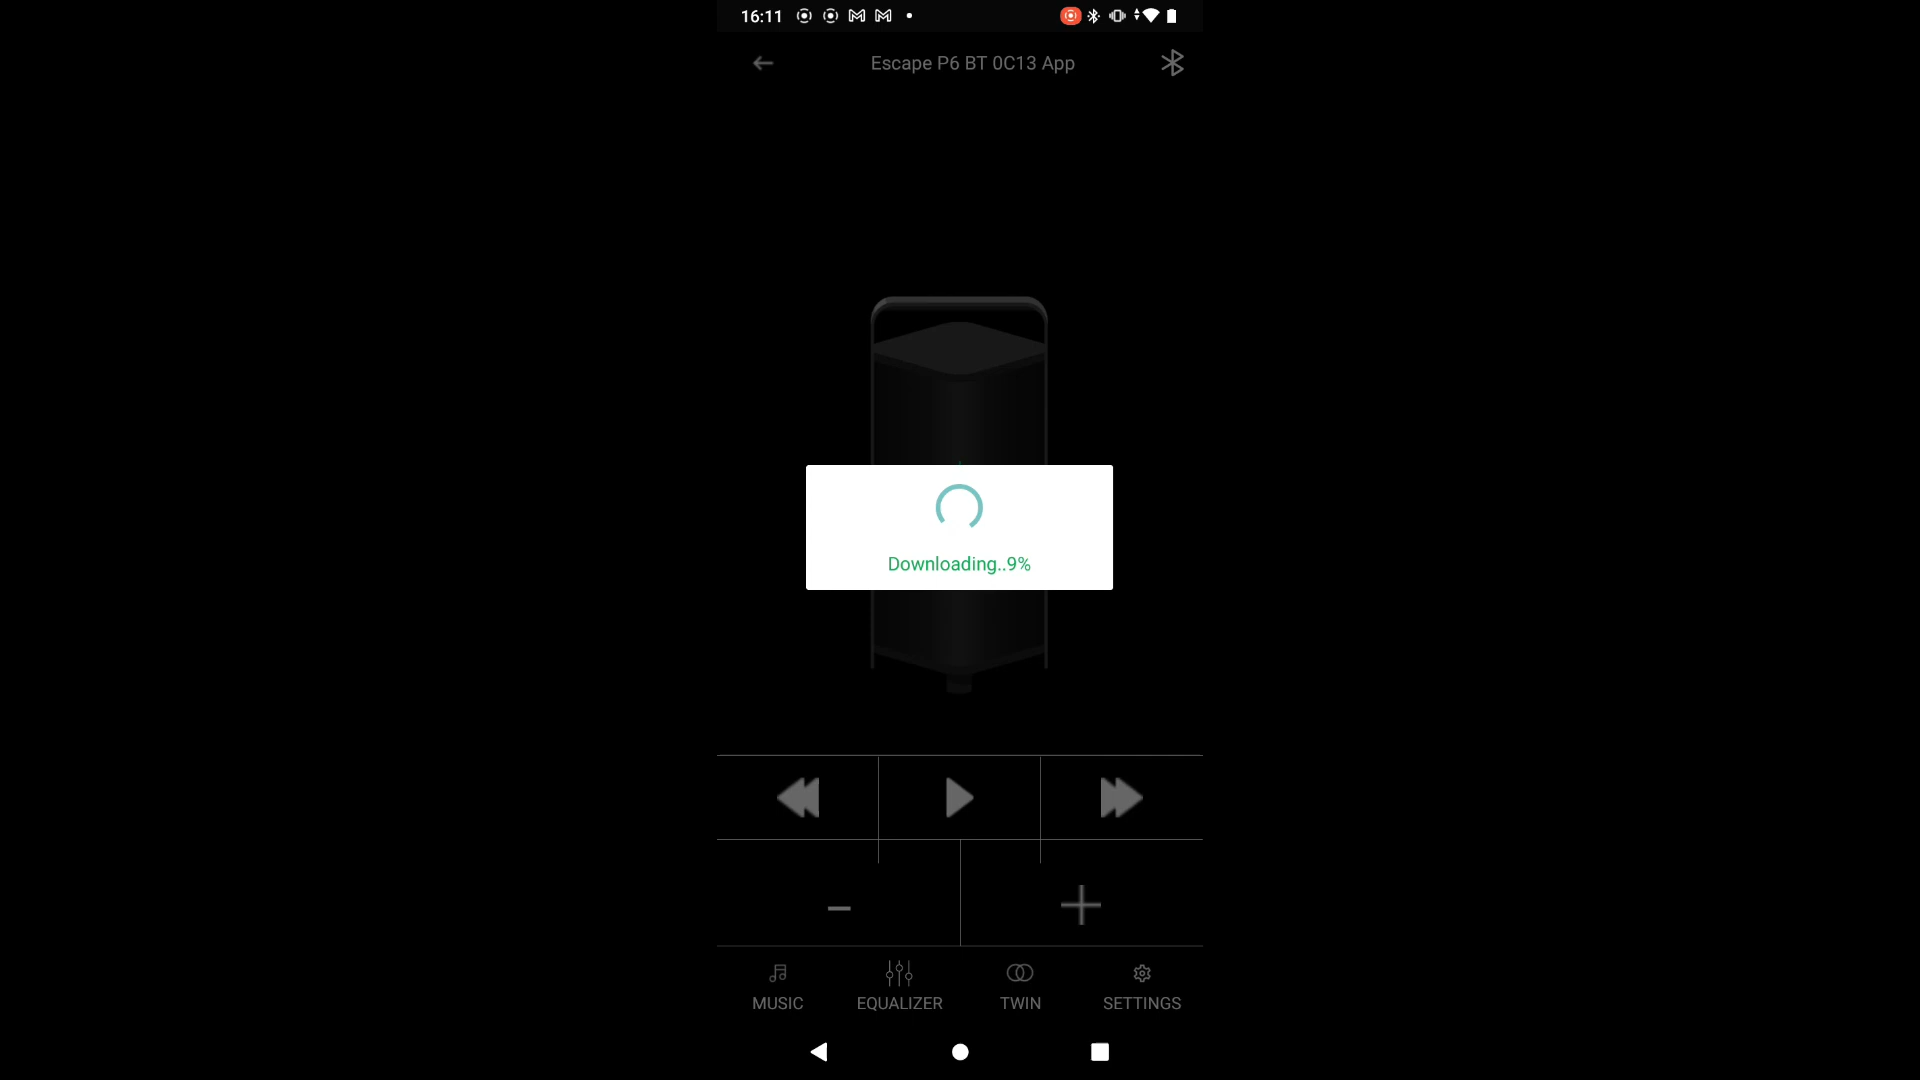 16:11
Escape P6 BT 0C13 App
Downloading..9%
MUSIC
EQUALIZER
TWIN
SETTINGS